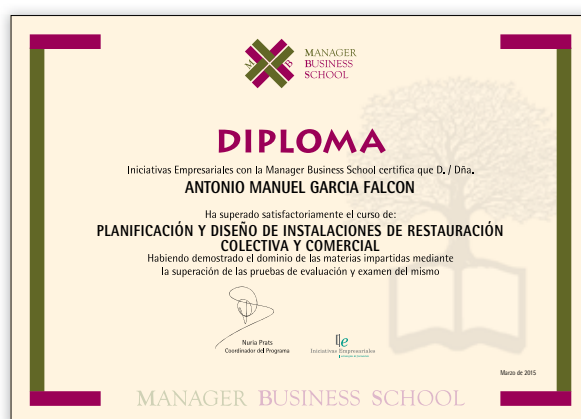 M B
MANAGER
BUSINESS
SCHOOL
DIPLOMA
Iniciativas Empresariales con la Manager Business School certifica que D. / Dña.
ANTONIO MANUEL GARCIA FALCON
Ha superado satisfactoriamente el curso de:
PLANIFICACIÓN Y DISEÑO DE INSTALACIONES DE RESTAURACIÓN
COLECTIVA Y COMERCIAL
Habiendo demostrado el dominio de las materias impartidas mediante
la superación de las pruebas de evaluación y examen del mismo
Nuria Prats
Coordinador del Programa
Iniciativas Empresariales
Marzo de 2015
MANAGER BUSINESS SCHOOL